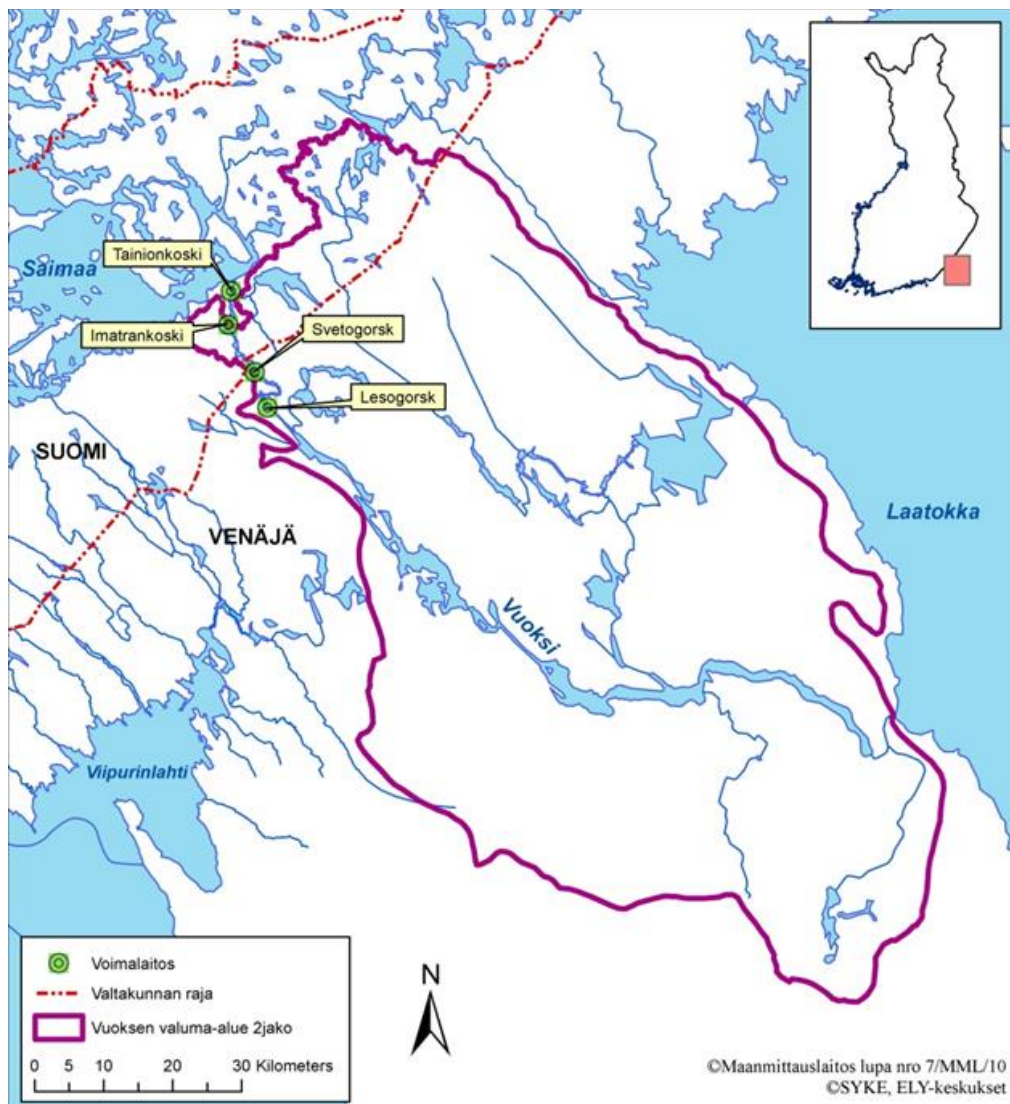 Tainionkoski
Saimaa
Imatrankoski
Svetogorsk
Lesogorsk
SUOMI
Laatokka
VENÄJÄ
Vuoksi
Viipurinlahti
Voimalaitos
Valtakunnan raja
Vuoksen valuma-alue 2jako
0 5 10 20 30 Kilometers
N
©Maanmittauslaitos lupa nro 7/MML/10
©SYKE, ELY-keskukset